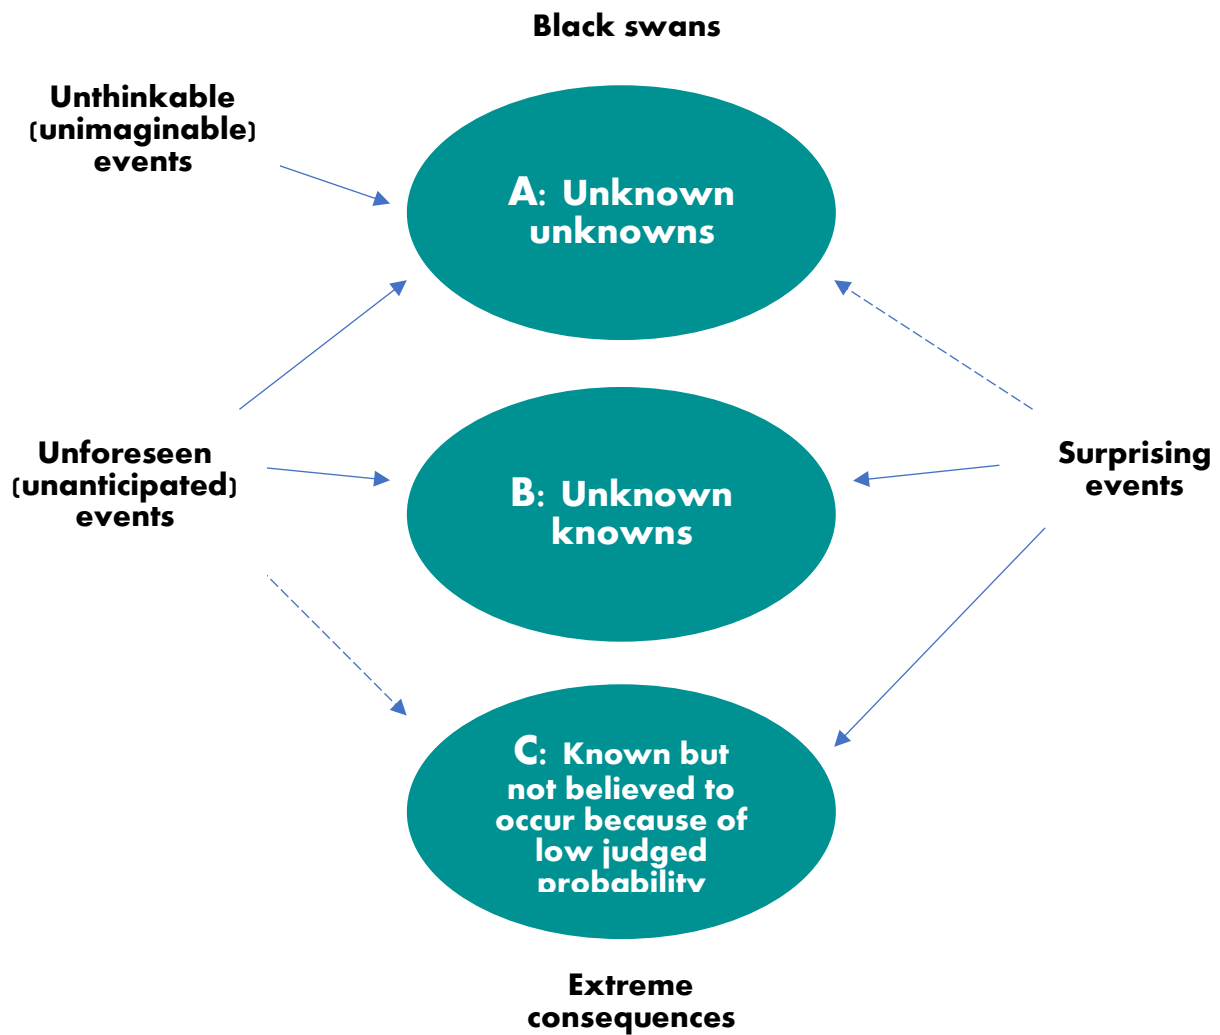 Black swans
Unthinkable
(unimaginable)
events
A: Unknown
unknowns
Unforeseen
(unanticipated)
events
B: Unknown
knowns
Surprising
events
C: Known but
not believed to
occur because of
low judged
probability
Extreme
consequences